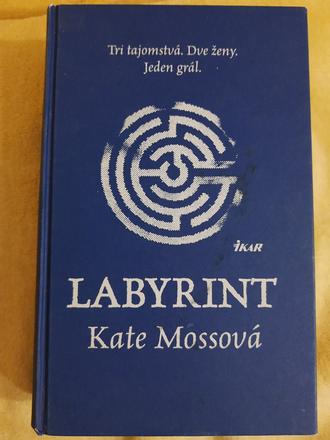 Tri tajomstvá. Dve ženy.
Jeden grál.
IKAR
LABYRINT
Kate Mossová